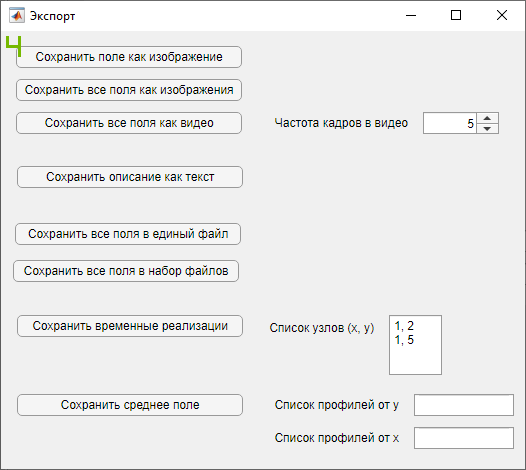 Экспорт
4
Сохранить поле как изображение
Сохранить все поля как изображения
Сохранить все поля как видео
Частота кадров в видео
5
Сохранить описание как текст
Сохранить все поля в единый файл
Сохранить все поля в набор файлов
Сохранить временные реализации
Список узлов (x, y)
1, 2
1, 5
Сохранить среднее поле
Список профилей от y
Список профилей от x